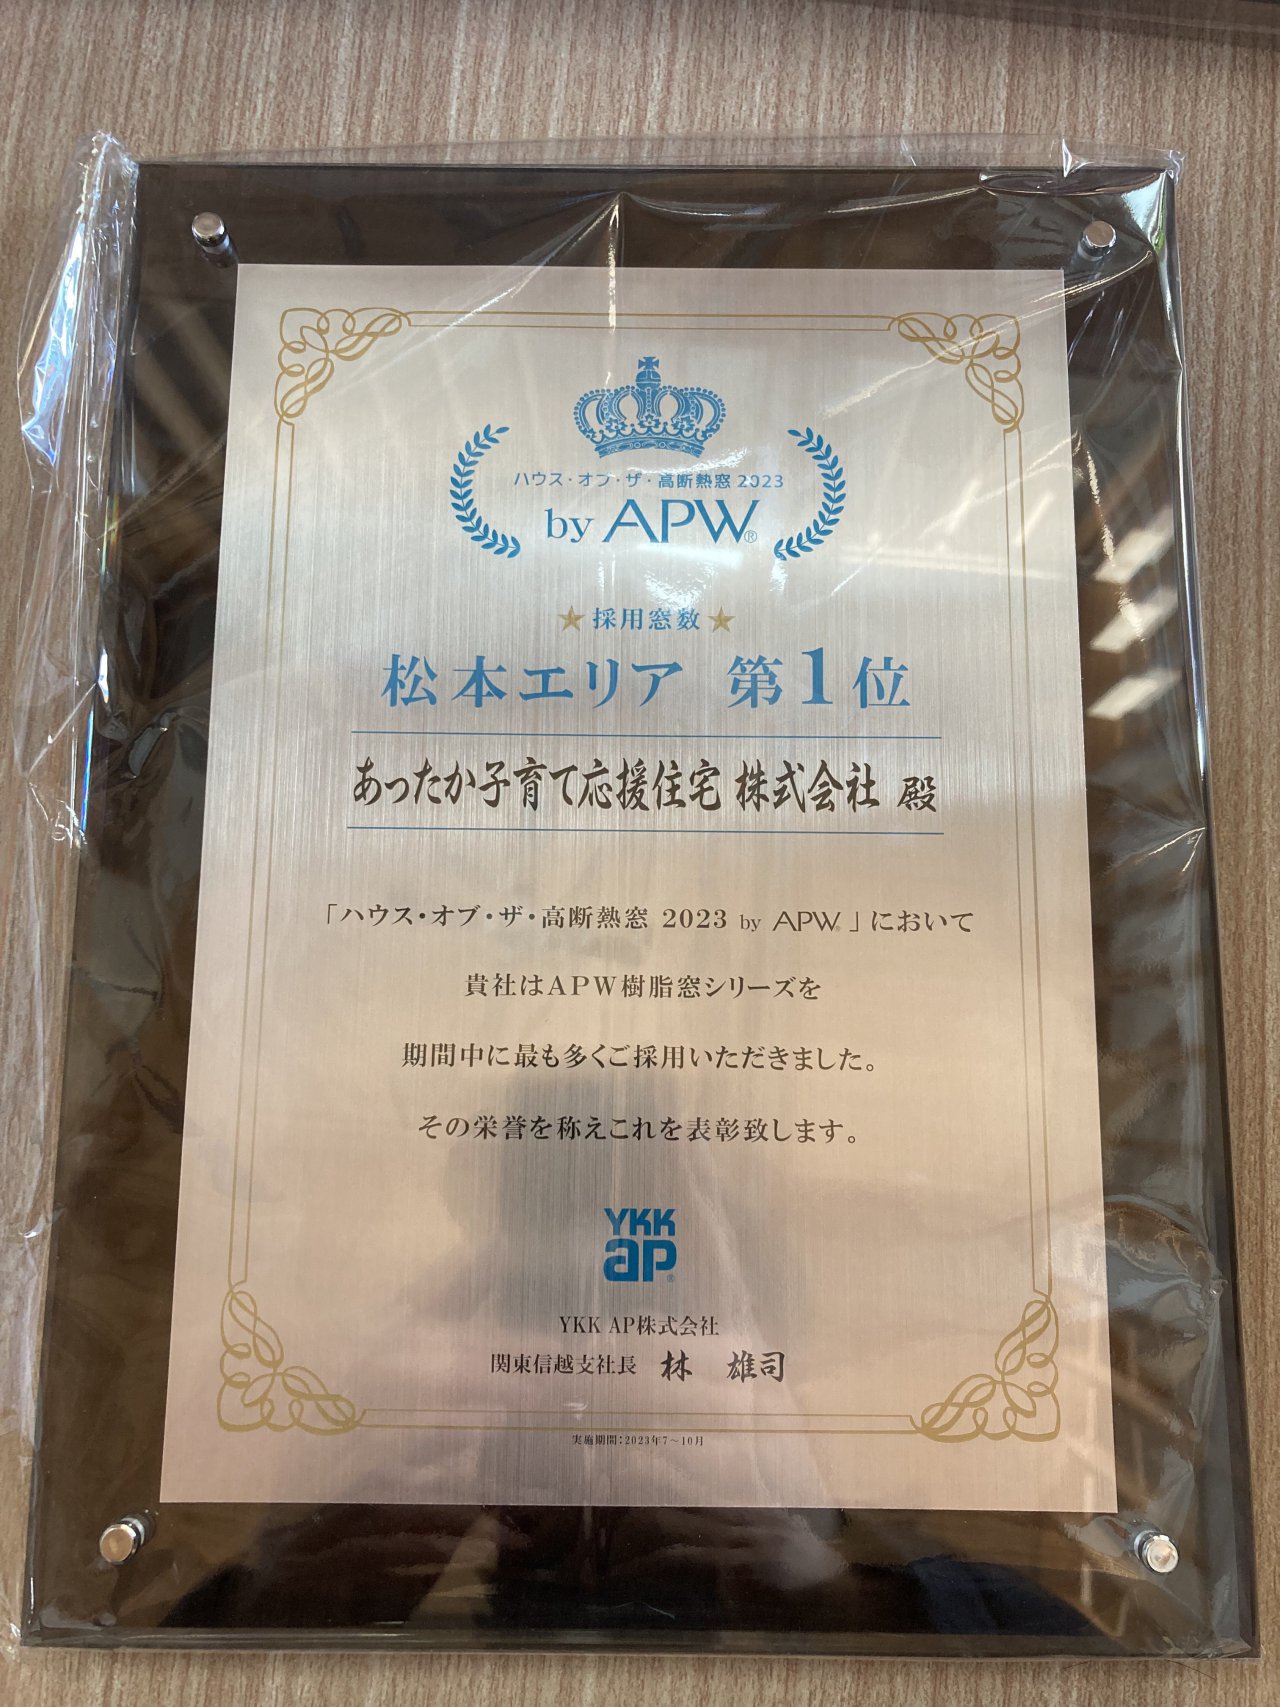 ハウス・オブ・ザ・高断熱窓 2023
by APW®
★採用窓数★
松本エリア 第1位
あったか子育て応援住宅 株式会社 殿
「ハウス・オブ・ザ・高断熱窓 2023 by APW®」において
貴社はAPW樹脂窓シリーズを
期間中に最も多くご採用いただきました。
その栄誉を称えこれを表彰致します。
YKK
ap®
YKK AP株式会社
関東信越支社長 林 雄司
実施期間：2023年7～10月